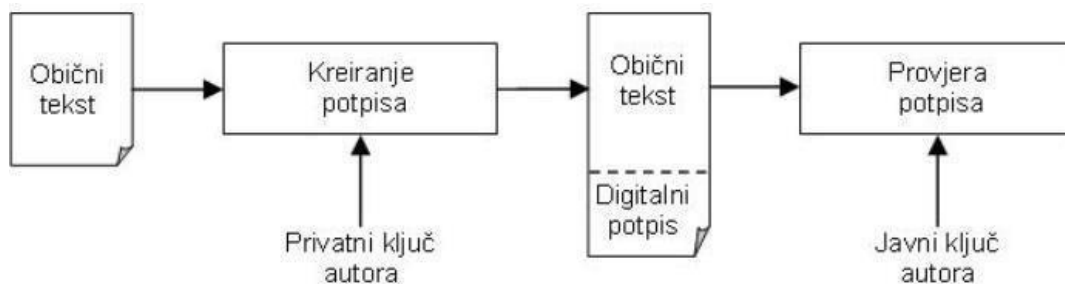 Obični
tekst
Kreiranje
potpisa
Privatni ključ
autora
Obični
tekst
Digitalni
potpis
Provjera
potpisa
Javni ključ
autora